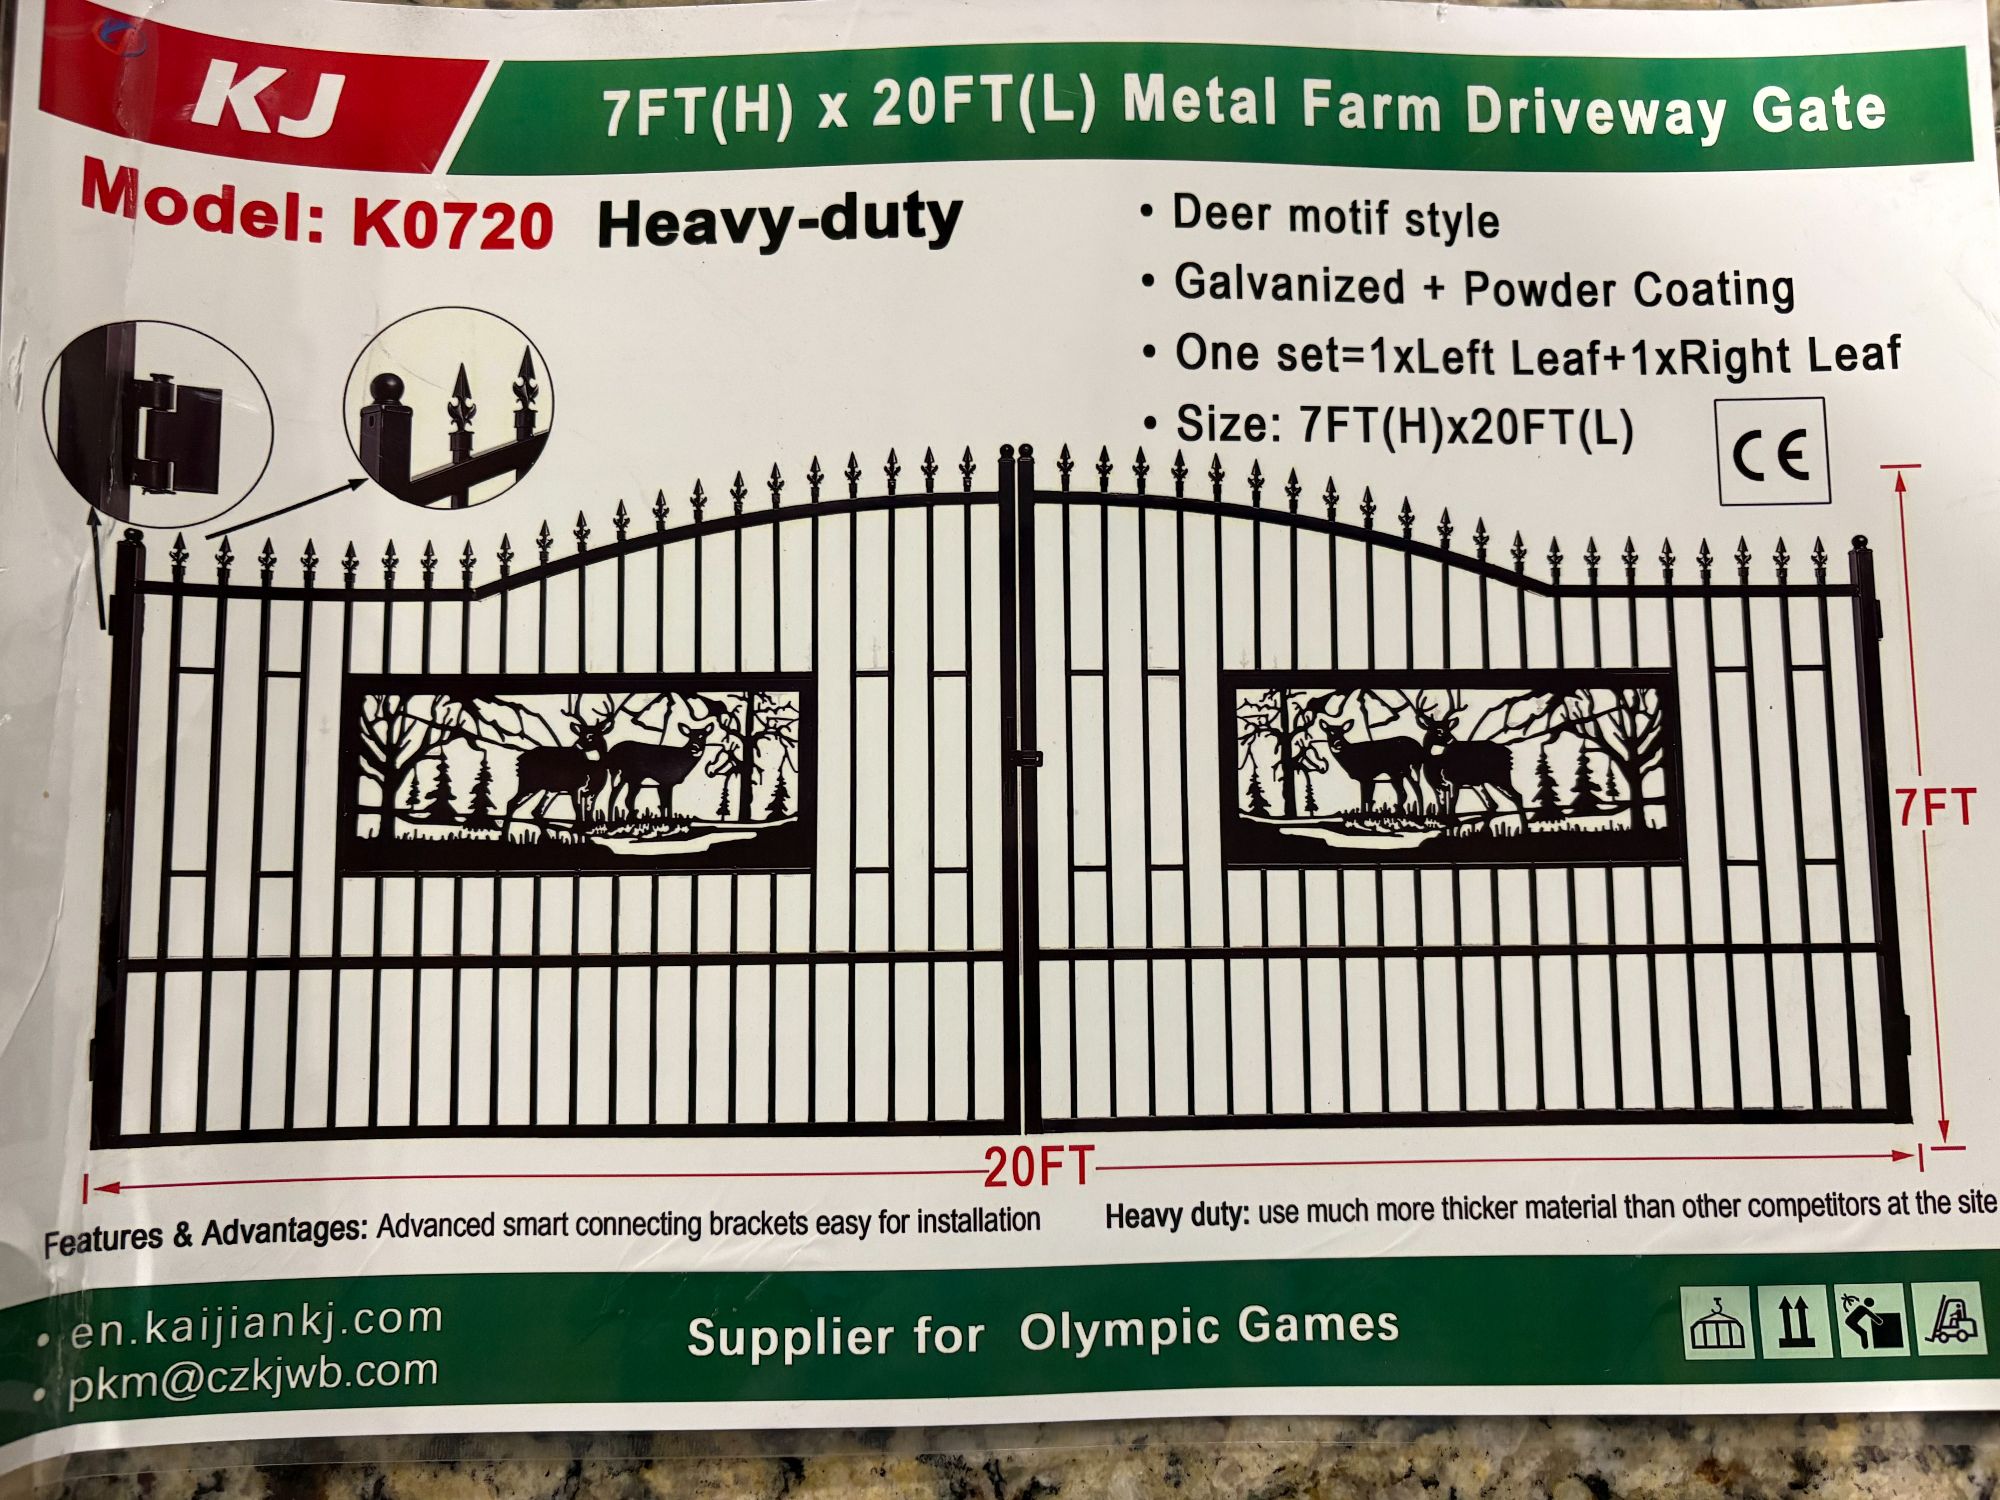 KJ
7FT(H) x 20FT(L) Metal Farm Driveway Gate
Model: K0720 Heavy-duty
• Deer motif style
• Galvanized + Powder Coating
• One set=1xLeft Leaf+1xRight Leaf
• Size: 7FT(H)x20FT(L)
CE
7FT
20FT
Features & Advantages: Advanced smart connecting brackets easy for installation
Heavy duty: use much more thicker material than other competitors at the site
• en.kaijiankj.com
• pkm@czkjwb.com
Supplier for Olympic Games